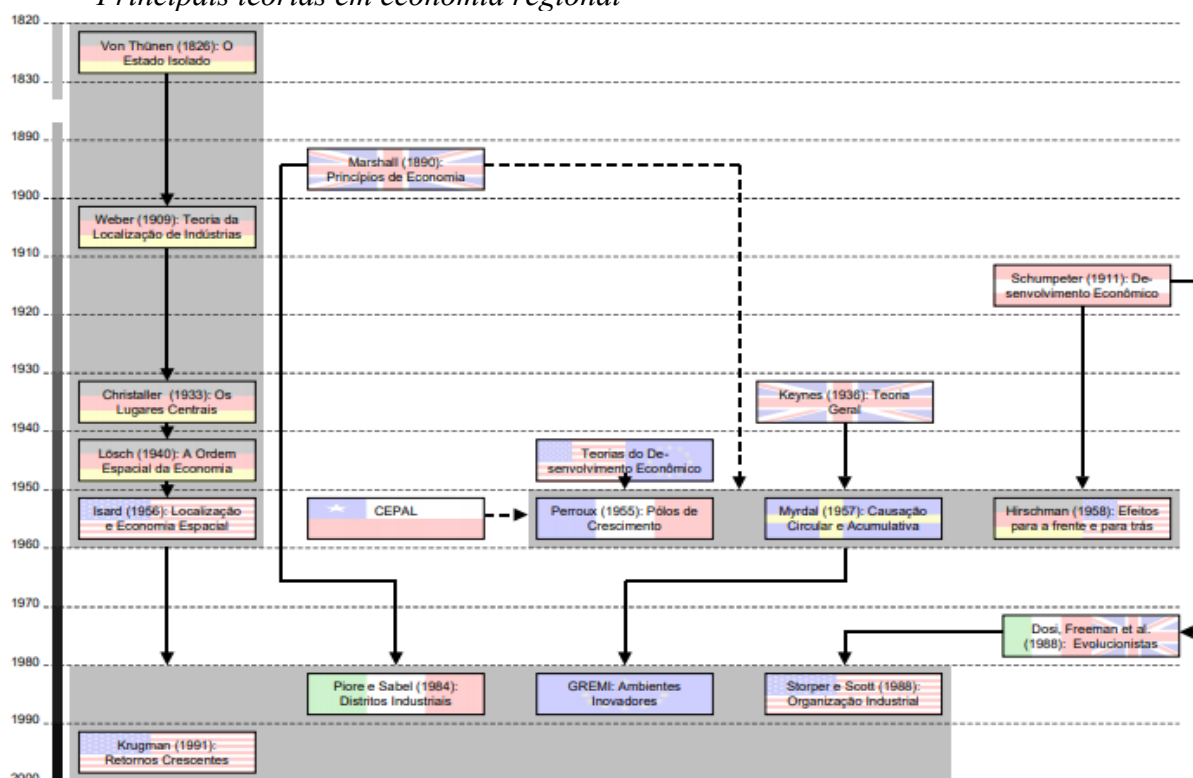 Principais teorias em economia regional
1820
Von Thünen (1826): O
Estado Isolado
1830
1890
Marshall (1890):
Princípios de Economia
1900
Weber (1909): Teoria da
Localização de Indústrias
1910
Schumpeter (1911): De-
senvolvimento Econômico
1920
1930
Christaller (1933): Os
Lugares Centrais
Keynes (1936): Teoria
Geral
1940
Lösch (1940): A Ordem
Espacial da Economia
Teorias do De-
senvolvimento Econômico
1950
Isard (1956): Localização
e Economia Espacial
CEPAL
Perroux (1955): Pólos de
Crescimento
Myrdal (1957): Causação
Circular e Acumulativa
Hirschman (1958): Efeitos
para a frente e para trás
1960
1970
Dosi, Freeman et al.
(1988): Evolucionistas
1980
Piore e Sabel (1984):
Distritos Industriais
GREMI: Ambientes
Inovadores
Storper e Scott (1988):
Organização Industrial
1990
Krugman (1991):
Retornos Crescentes
2000